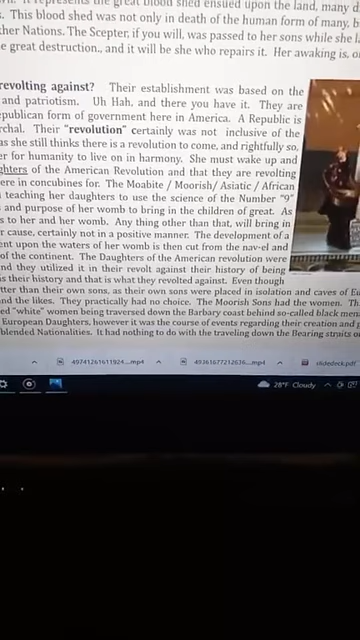 It represents the great blood shed ensued upon the land, many d
. This blood shed was not only in death of the human form of many, b
ther Nations. The Scepter, if you will, was passed to her sons while she l
e great destruction., and it will be she who repairs it. Her awaking is, o
revolting against? Their establishment was based on the
and patriotism. Uh Hah, and there you have it. They are
epublican form of government here in America. A Republic is
rchal. Their "revolution" certainly was not inclusive of the
as she still thinks there is a revolution to come, and rightfully so,
er for humanity to live on in harmony. She must wake up and
ghters of the American Revolution and that they are revolting
ere in concubines for. The Moabite / Moorish/ Asiatic / African
teaching her daughters to use the science of the Number "9"
and purpose of her womb to bring in the children of great. As
s to her and her womb. Any thing other than that, will bring in
r cause, certainly not in a positive manner. The development of a
ent upon the waters of her womb is then cut from the nav-el and
of the continent. The Daughters of the American revolution were
nd they utilized it in their revolt against their history of being
is their history and that is what they revolted against. Even though
tter than their own sons, as their own sons were placed in isolation and caves of Eu
nd the likes. They practically had no choice. The Moorish Sons had the women. Th
ed "white" women being traversed down the Barbary coast behind so-called black men
European Daughters, however it was the course of events regarding their creation and p
blended Nationalities. It had nothing to do with the traveling down the Bearing straits o
49741261611924....mp4
49361677212636....mp4
slidedeck.pdf
28°F Cloudy